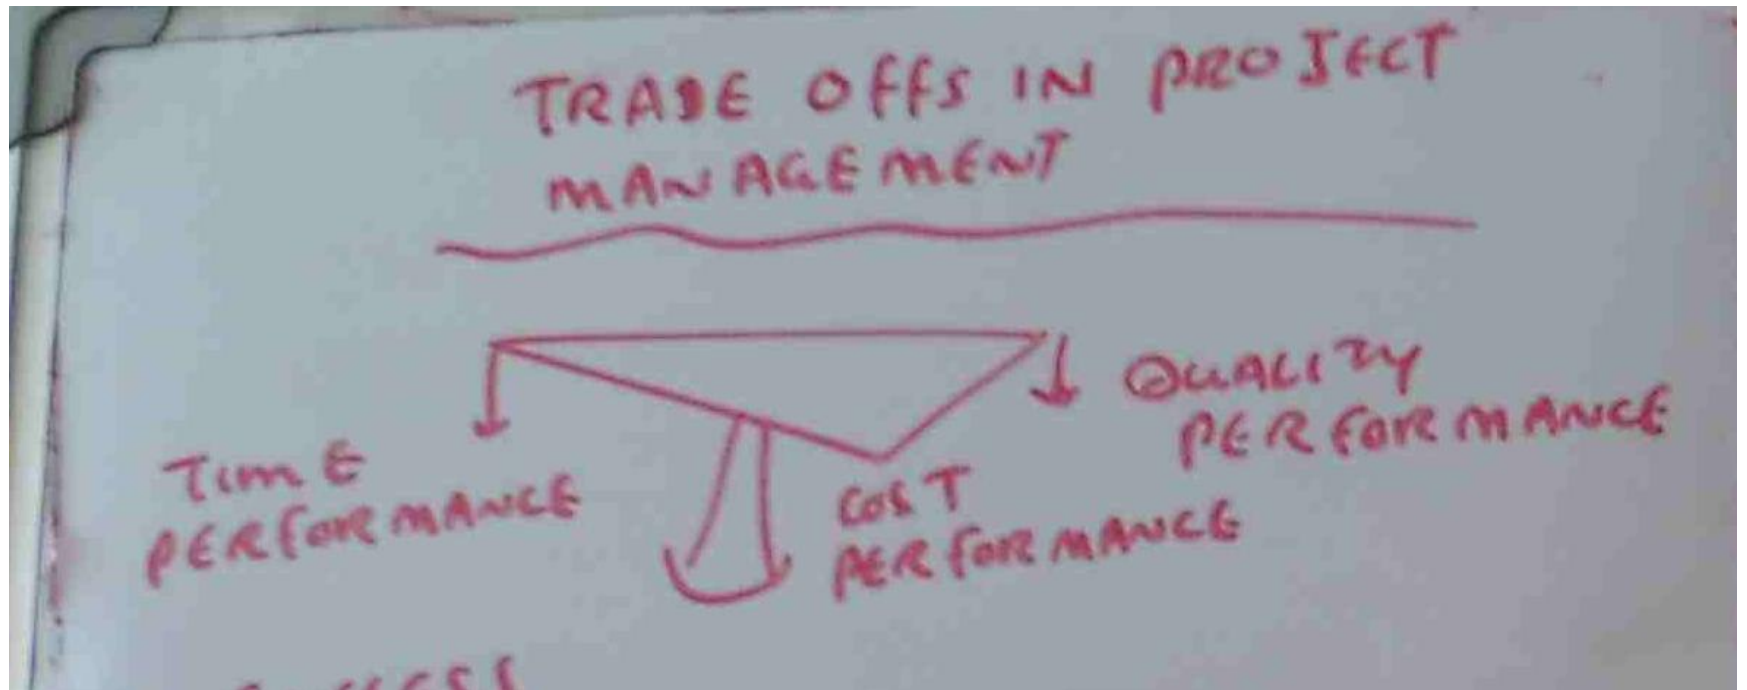 TRADE OFFS IN PROJECT
MANAGEMENT
QUALITY
PERFORMANCE
TIME
PERFORMANCE
COST
PERFORMANCE